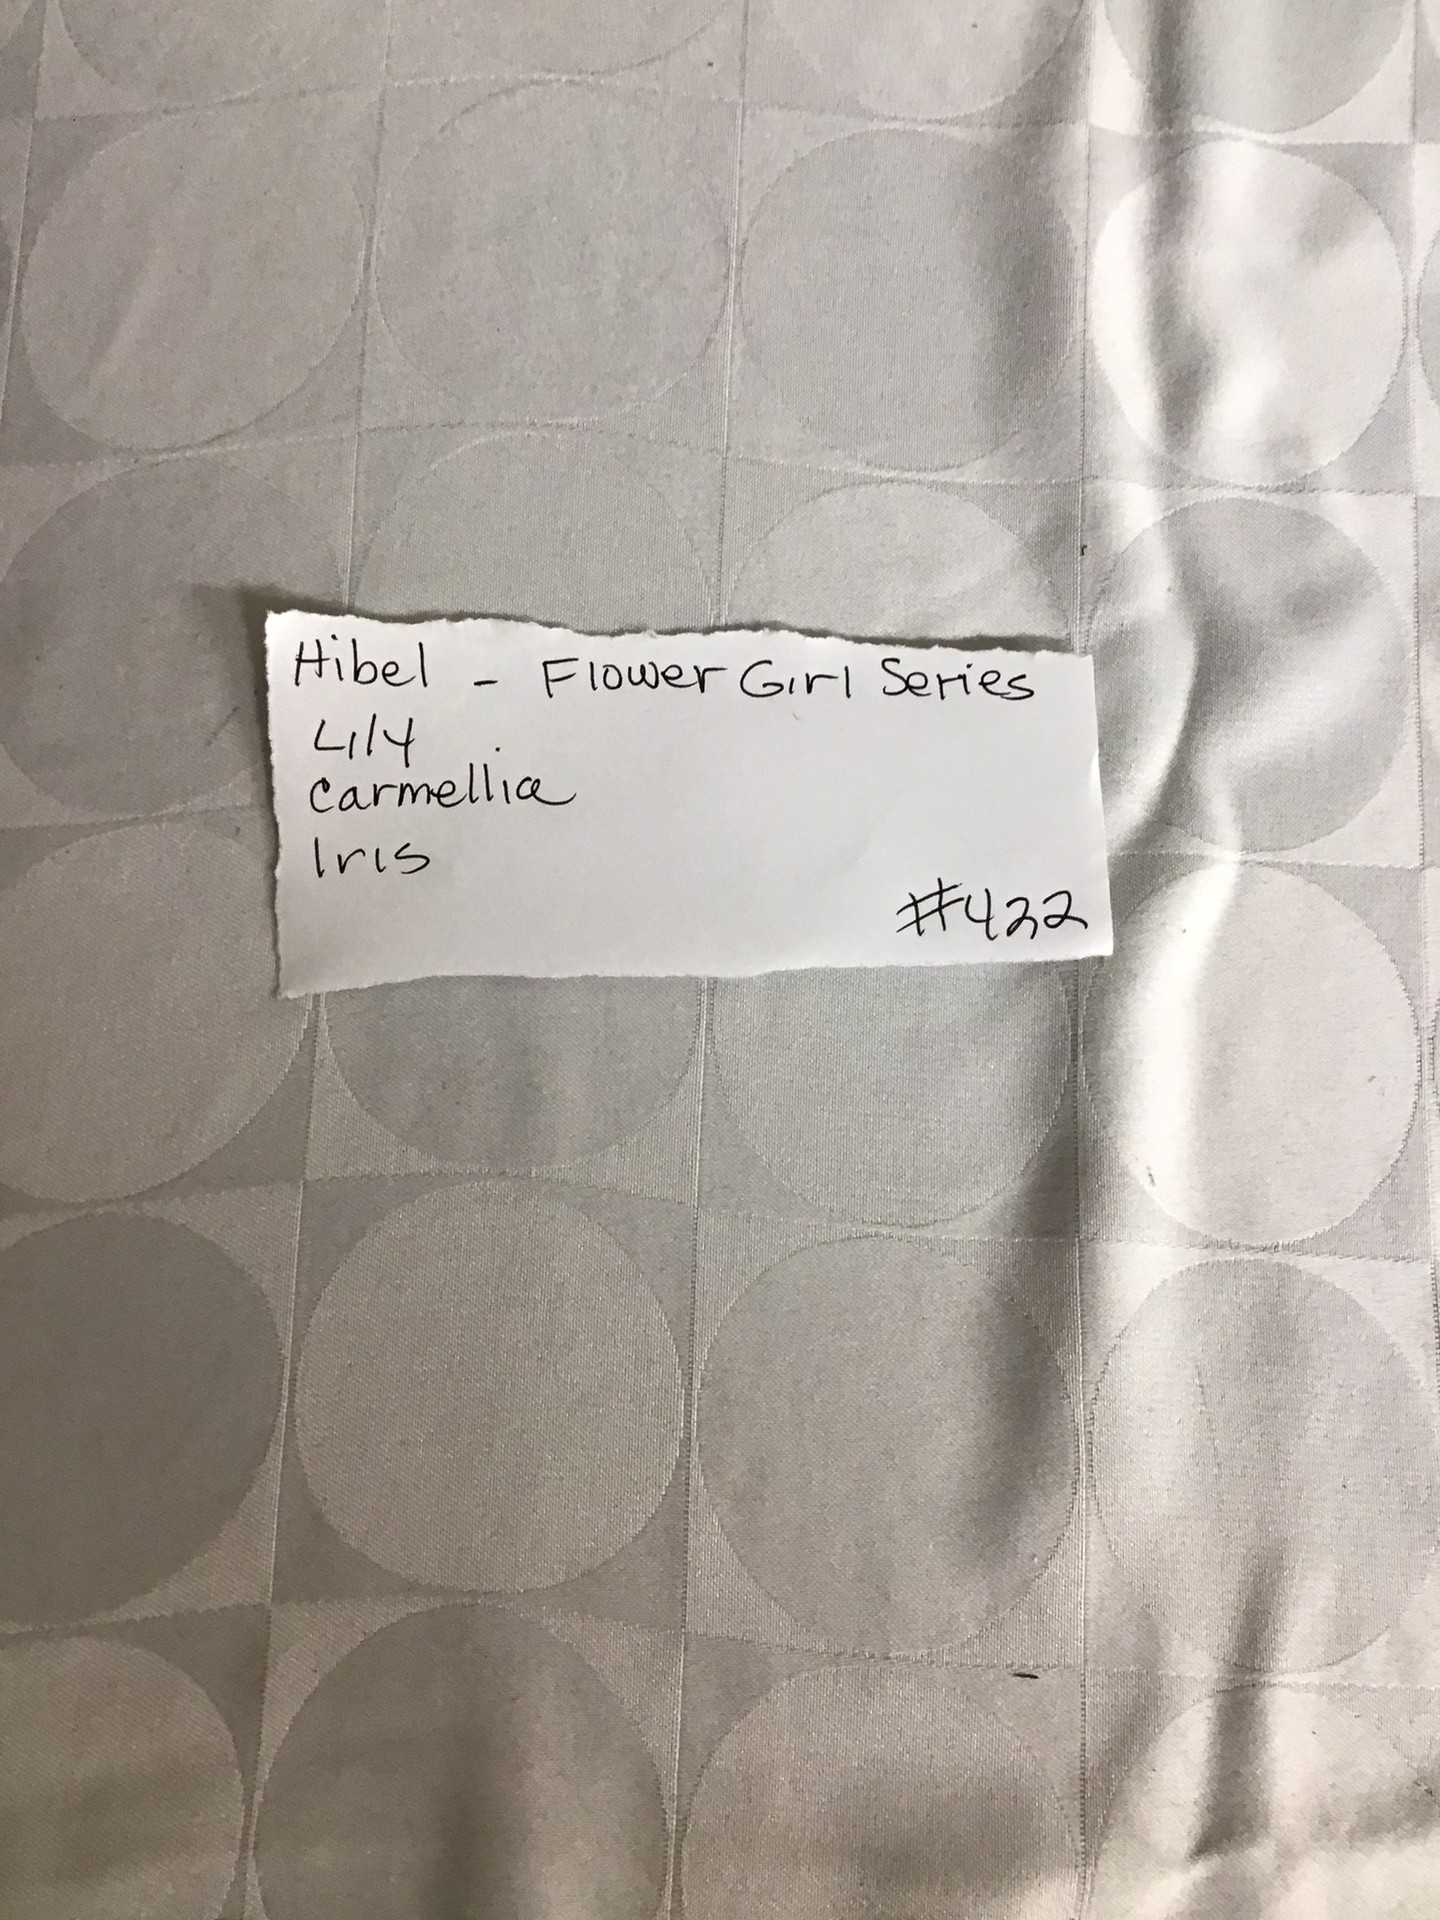 Hibel - Flower Girl Series
Lily
Carmellia
Iris
#422